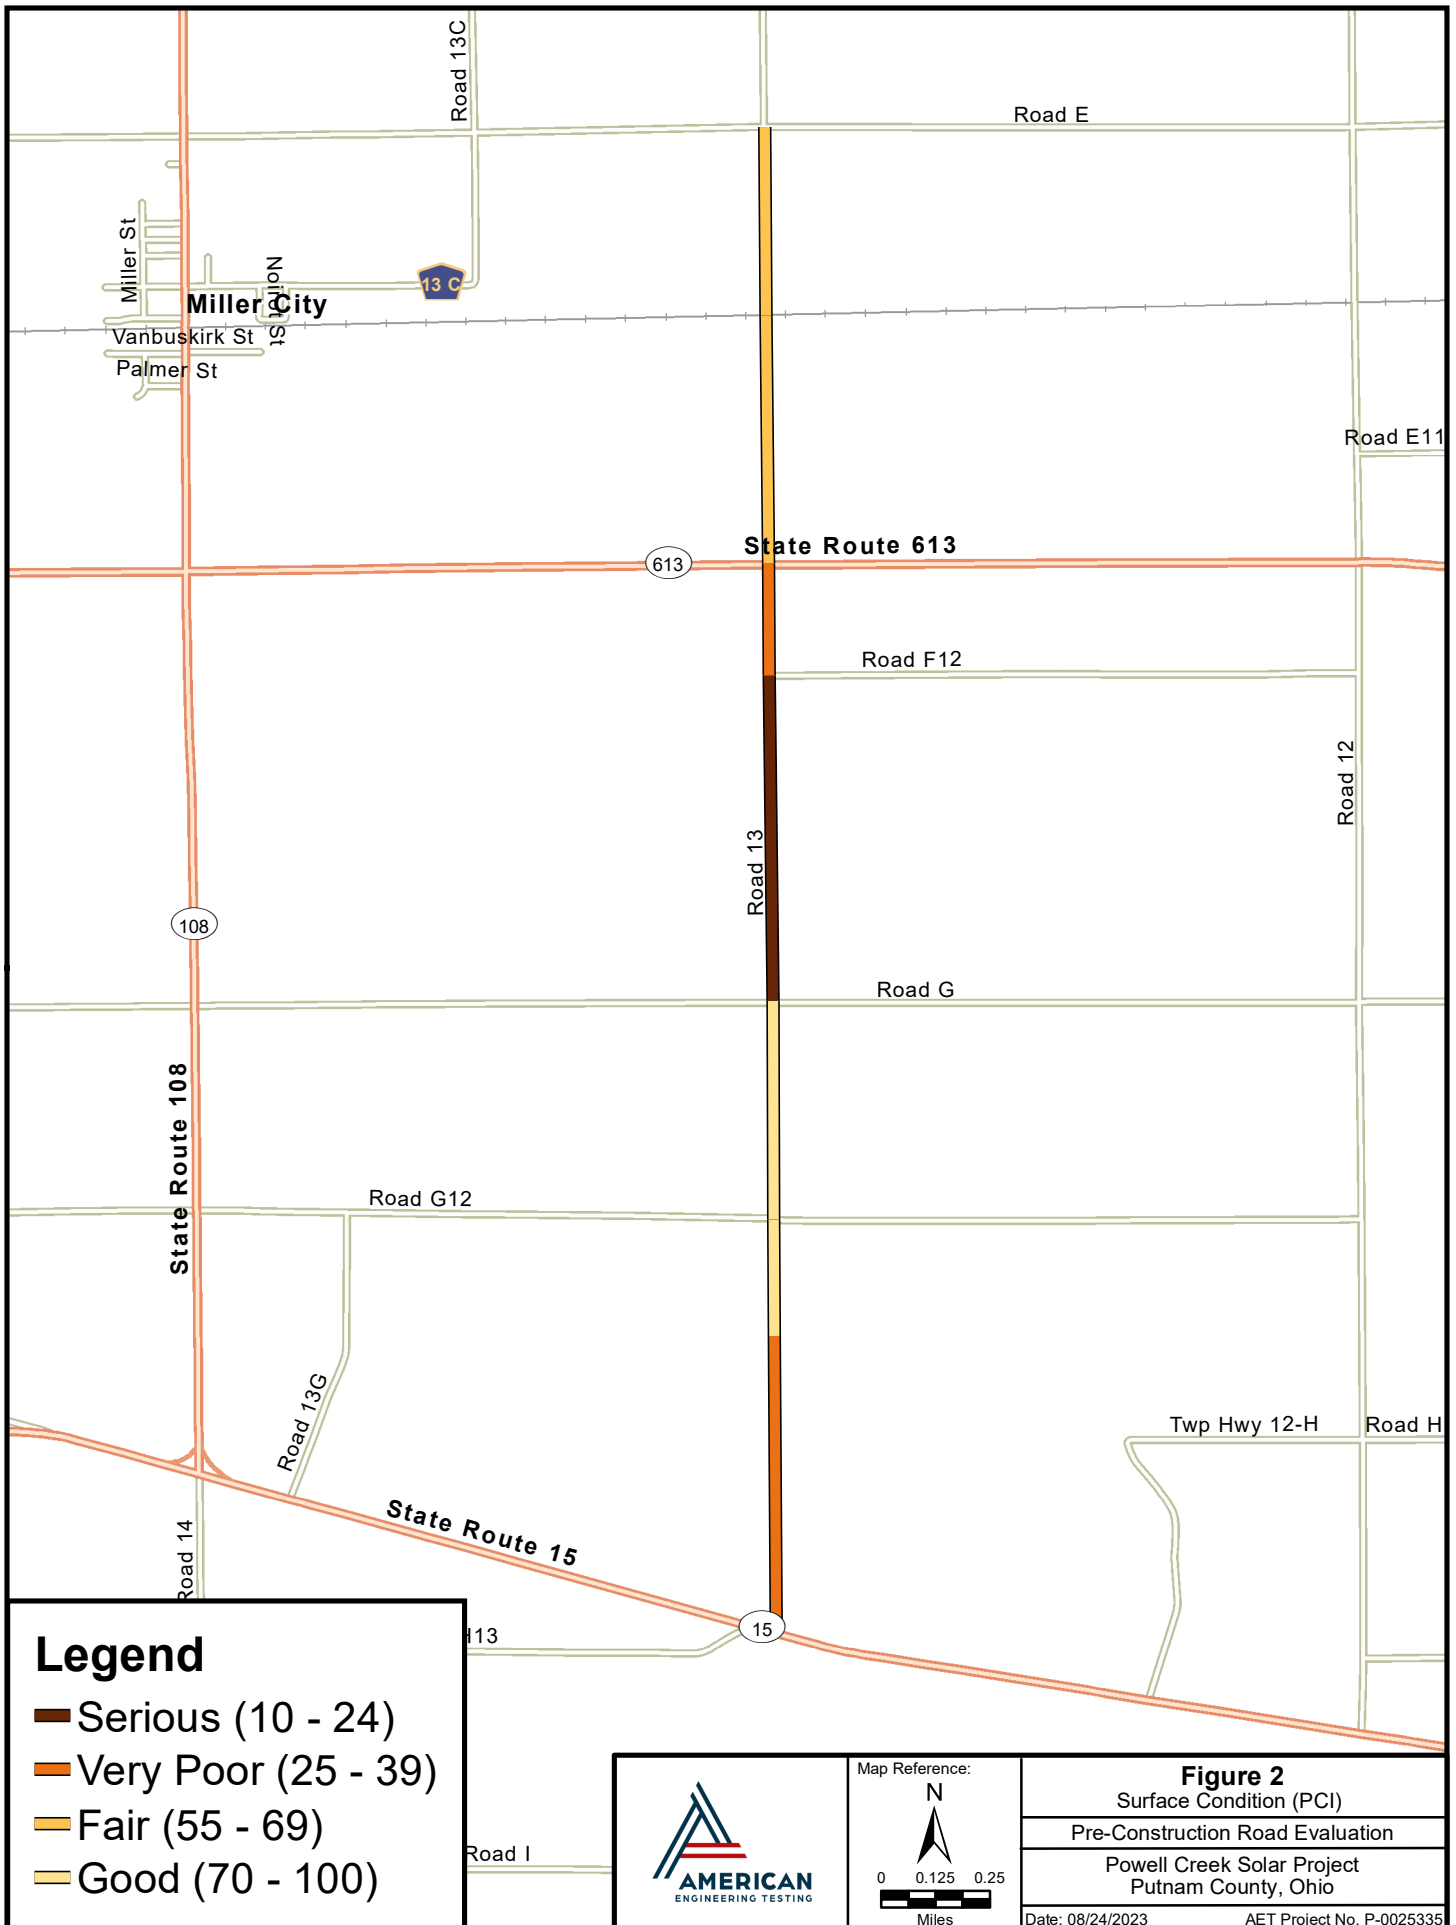 Road 13C
Road E
Miller St
Noirot St
13 C
Miller City
Vanbuskirk St
Palmer St
Road E11
State Route 613
613
Road F12
Road 12
Road 13
108
Road G
State Route 108
Road G12
Road 13G
Twp Hwy 12-H
Road H
State Route 15
Road 14
15
H13
Legend
Serious (10 - 24)
Very Poor (25 - 39)
Fair (55 - 69)
Good (70 - 100)
Road I
AMERICAN
ENGINEERING TESTING
Map Reference:
N
0 0.125 0.25
Miles
Figure 2
Surface Condition (PCI)
Pre-Construction Road Evaluation
Powell Creek Solar Project
Putnam County, Ohio
Date: 08/24/2023 AET Project No. P-0025335